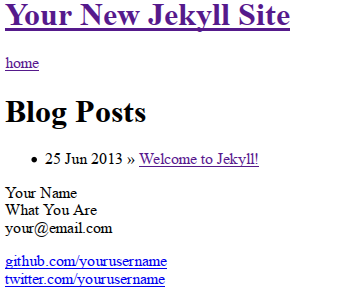 Your New Jekyll Site
home
Blog Posts
25 Jun 2013 » Welcome to Jekyll!
Your Name
What You Are
your@email.com
github.com/yourusername
twitter.com/yourusername